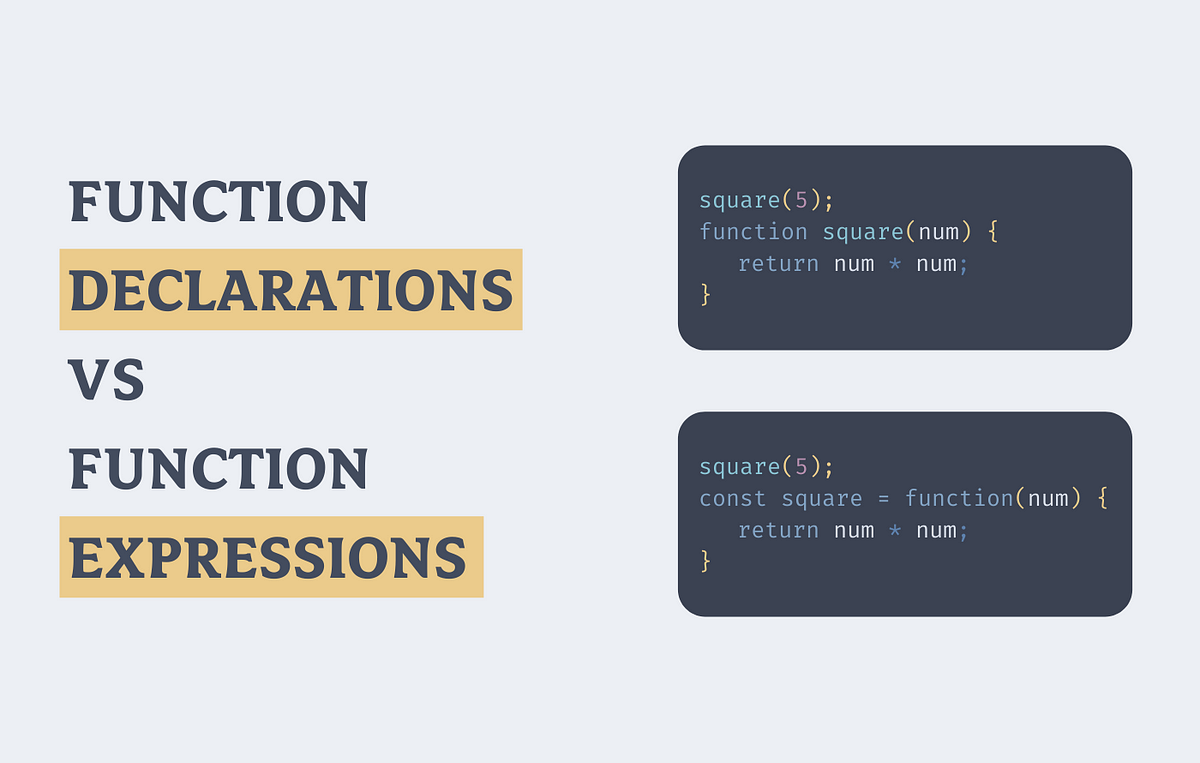 FUNCTION
DECLARATIONS
VS
FUNCTION
EXPRESSIONS
square(5);
function square(num) {
   return num * num;
}
square(5);
const square = function(num) {
   return num * num;
}